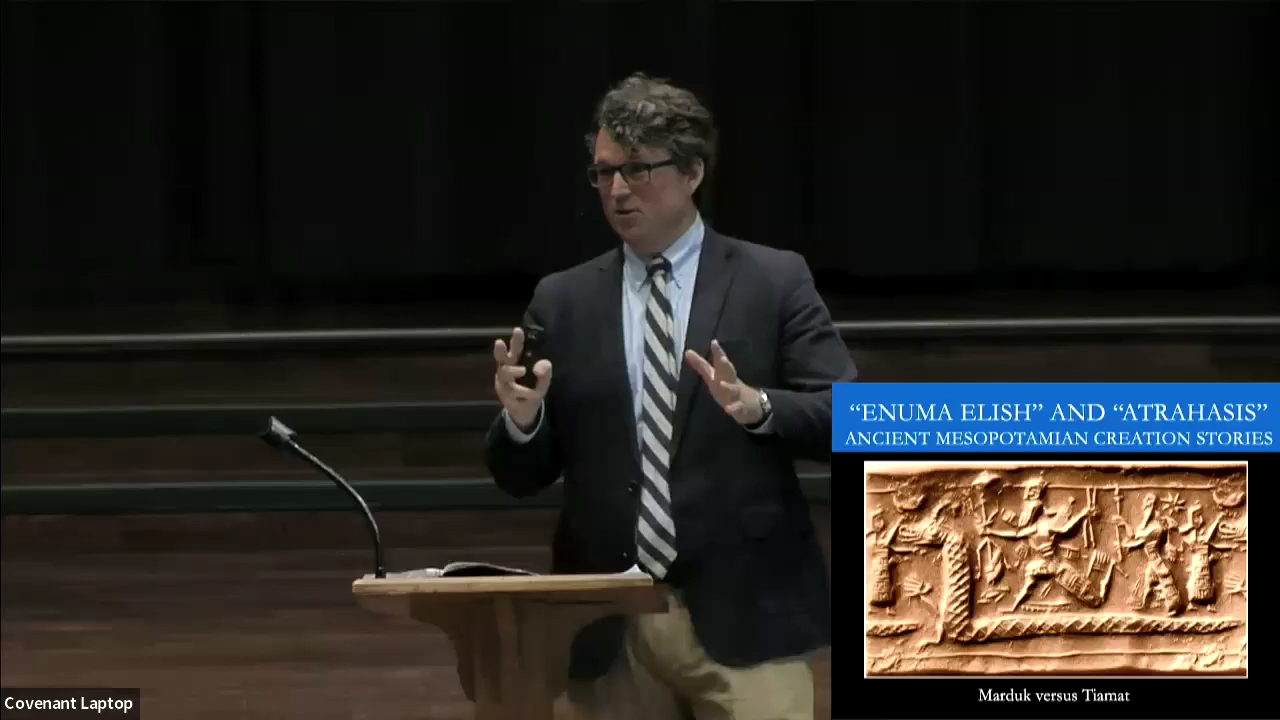 “ENUMA ELISH” AND “ATRAHASIS”
ANCIENT MESOPOTAMIAN CREATION STORIES
Marduk versus Tiamat
Covenant Laptop